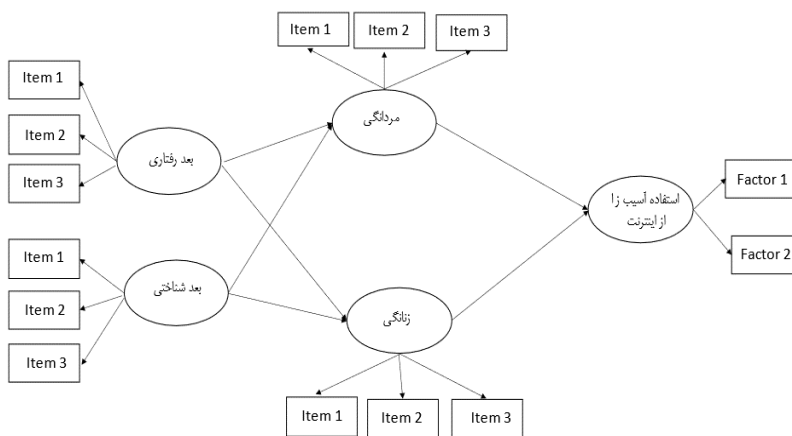 Item 1
Item 2
Item 3
Item 1
Item 2
Item 3
بعد رفتاری
Item 1
Item 2
Item 3
بعد شناختی
مردانگی
زنانگی
Item 1
Item 2
Item 3
استفاده آسیب زا
از اینترنت
Factor 1
Factor 2